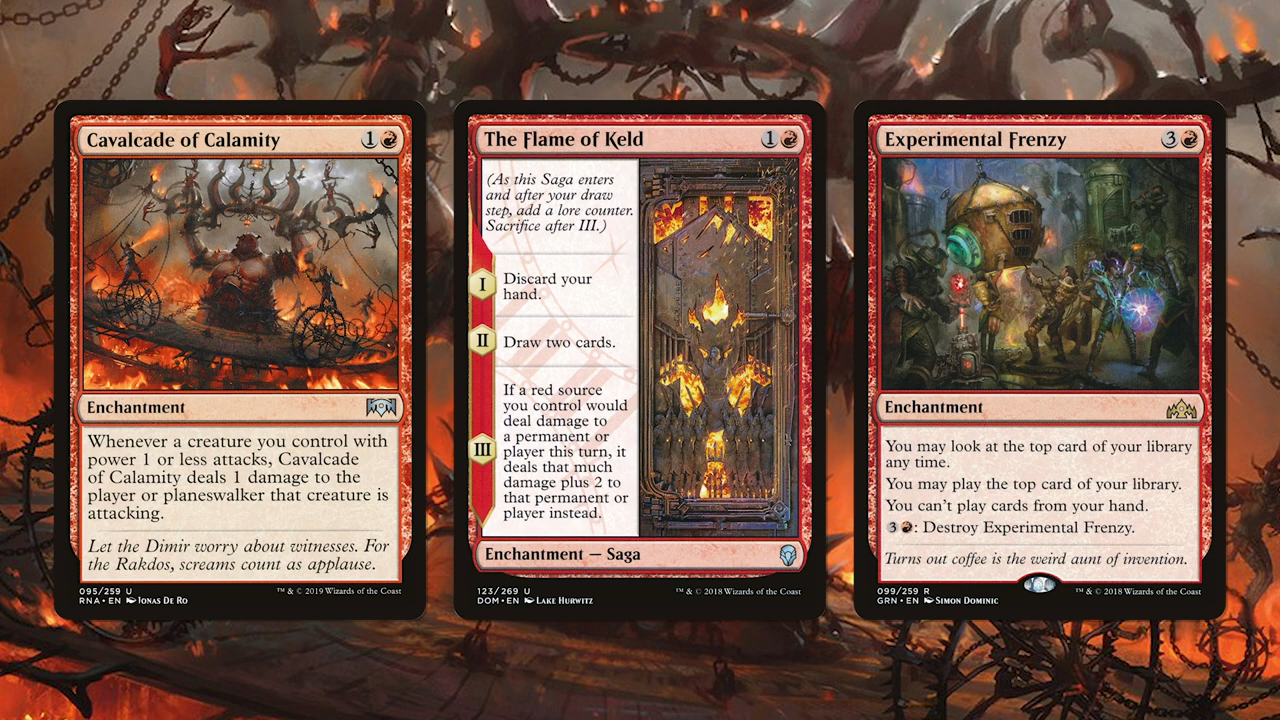 Cavalcade of Calamity 1
Enchantment
Whenever a creature you control with
power 1 or less attacks, Cavalcade
of Calamity deals 1 damage to the
player or planeswalker that creature is
attacking.
Let the Dimir worry about witnesses. For
the Rakdos, screams count as applause.
095/259 U
RNA • EN Jonas De Ro
™ & © 2019 Wizards of the Coast
The Flame of Keld 1
(As this Saga enters
and after your draw
step, add a lore counter.
Sacrifice after III.)
I
Discard your
hand.
II
Draw two cards.
III
If a red source
you control would
deal damage to
a permanent or
player this turn, it
deals that much
damage plus 2 to
that permanent or
player instead.
Enchantment — Saga
123/269 U
DOM • EN Lake Hurwitz
™ & © 2018 Wizards of the Coast
Experimental Frenzy 3
Enchantment
You may look at the top card of your library
any time.
You may play the top card of your library.
You can't play cards from your hand.
3: Destroy Experimental Frenzy.
Turns out coffee is the weird aunt of invention.
099/259 R
GRN • EN Simon Dominic
™ & © 2018 Wizards of the Coast